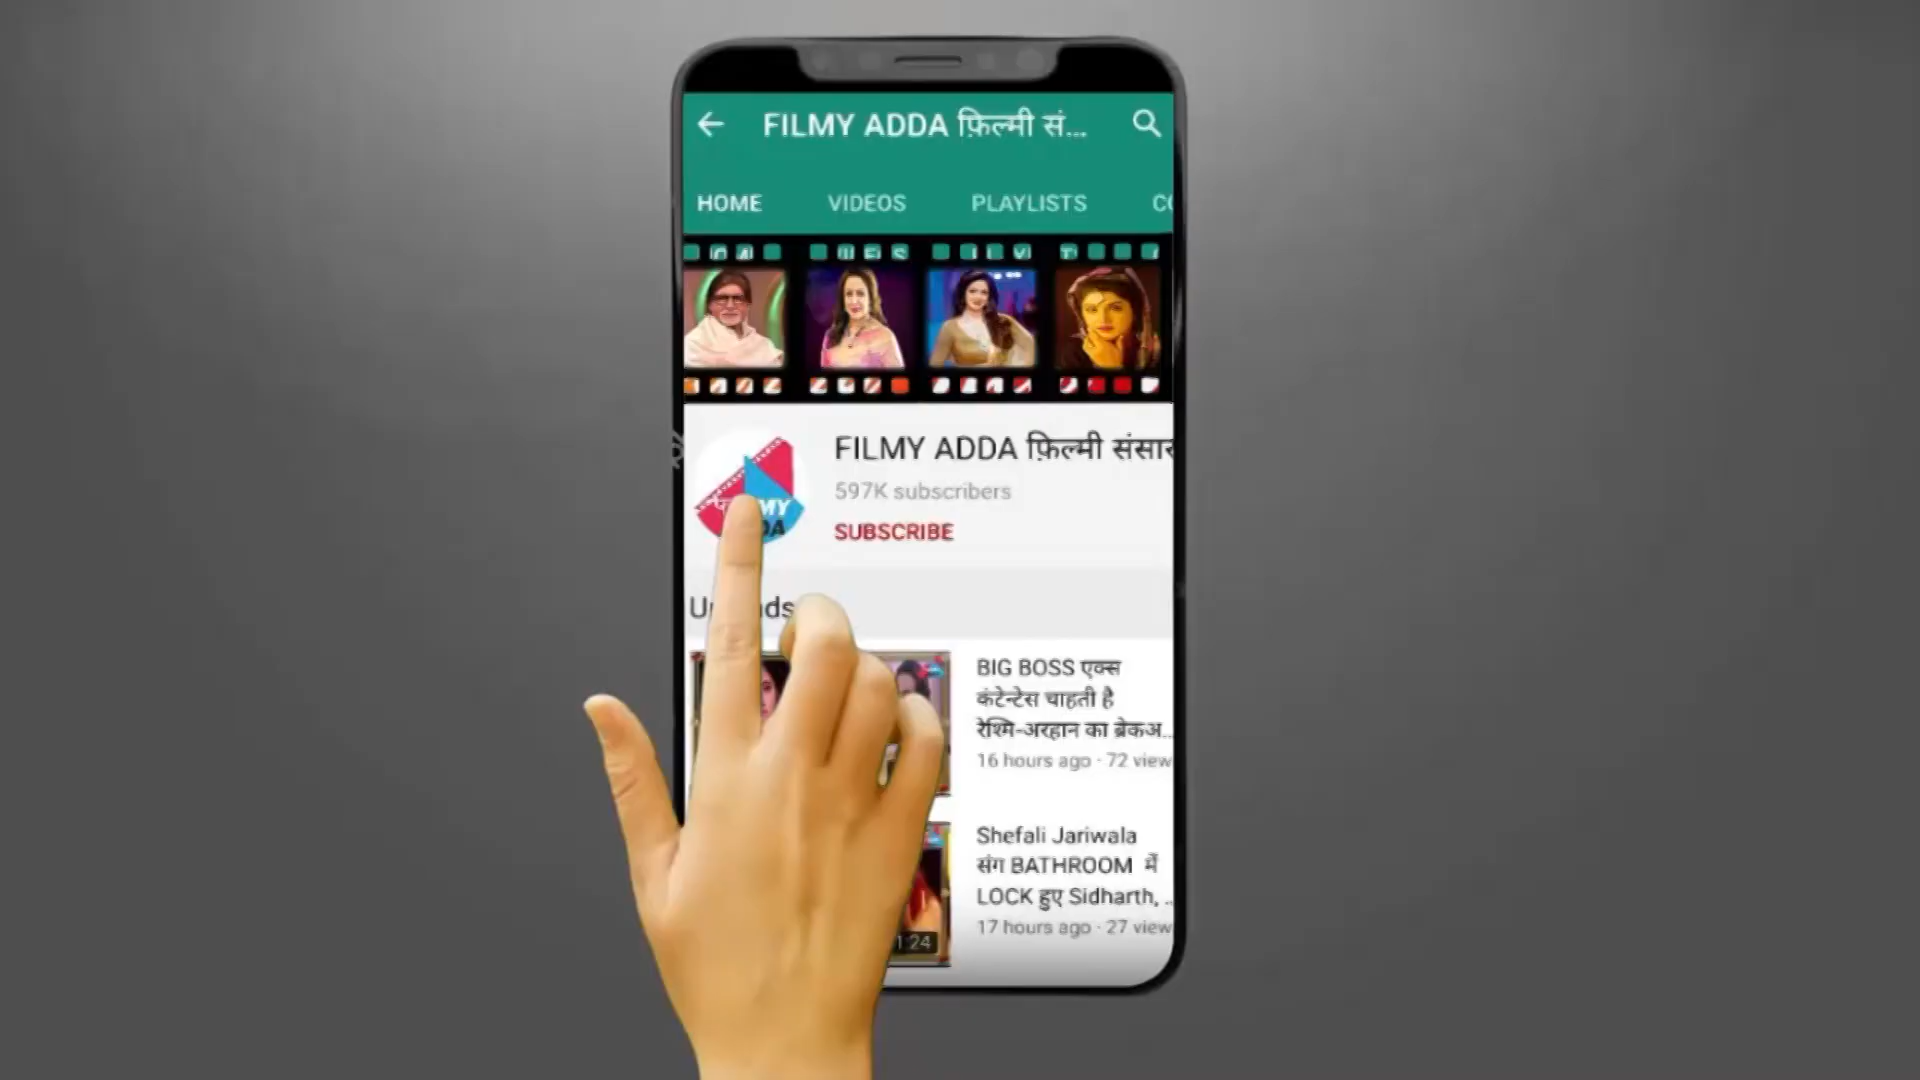 FILMY ADDA फ़िल्मी सं...
HOME VIDEOS PLAYLISTS
FILMY ADDA फ़िल्मी संसार
597K subscribers
SUBSCRIBE
BIG BOSS एक्स
कंटेन्टेस चाहती है
रेश्मि-अरहान का ब्रेकअ...
16 hours ago · 72 view
Shefali Jariwala
संग BATHROOM में
LOCK हुए Sidharth, ..
17 hours ago · 27 view
1:24